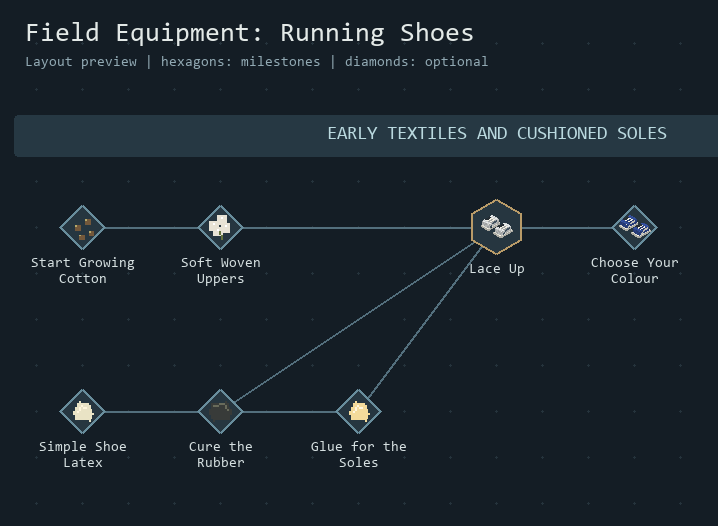 Field Equipment: Running Shoes
Layout preview | hexagons: milestones | diamonds: optional
EARLY TEXTILES AND CUSHIONED SOLES
Start Growing
Cotton
Soft Woven
Uppers
Lace Up
Choose Your
Colour
Simple Shoe
Latex
Cure the
Rubber
Glue for the
Soles